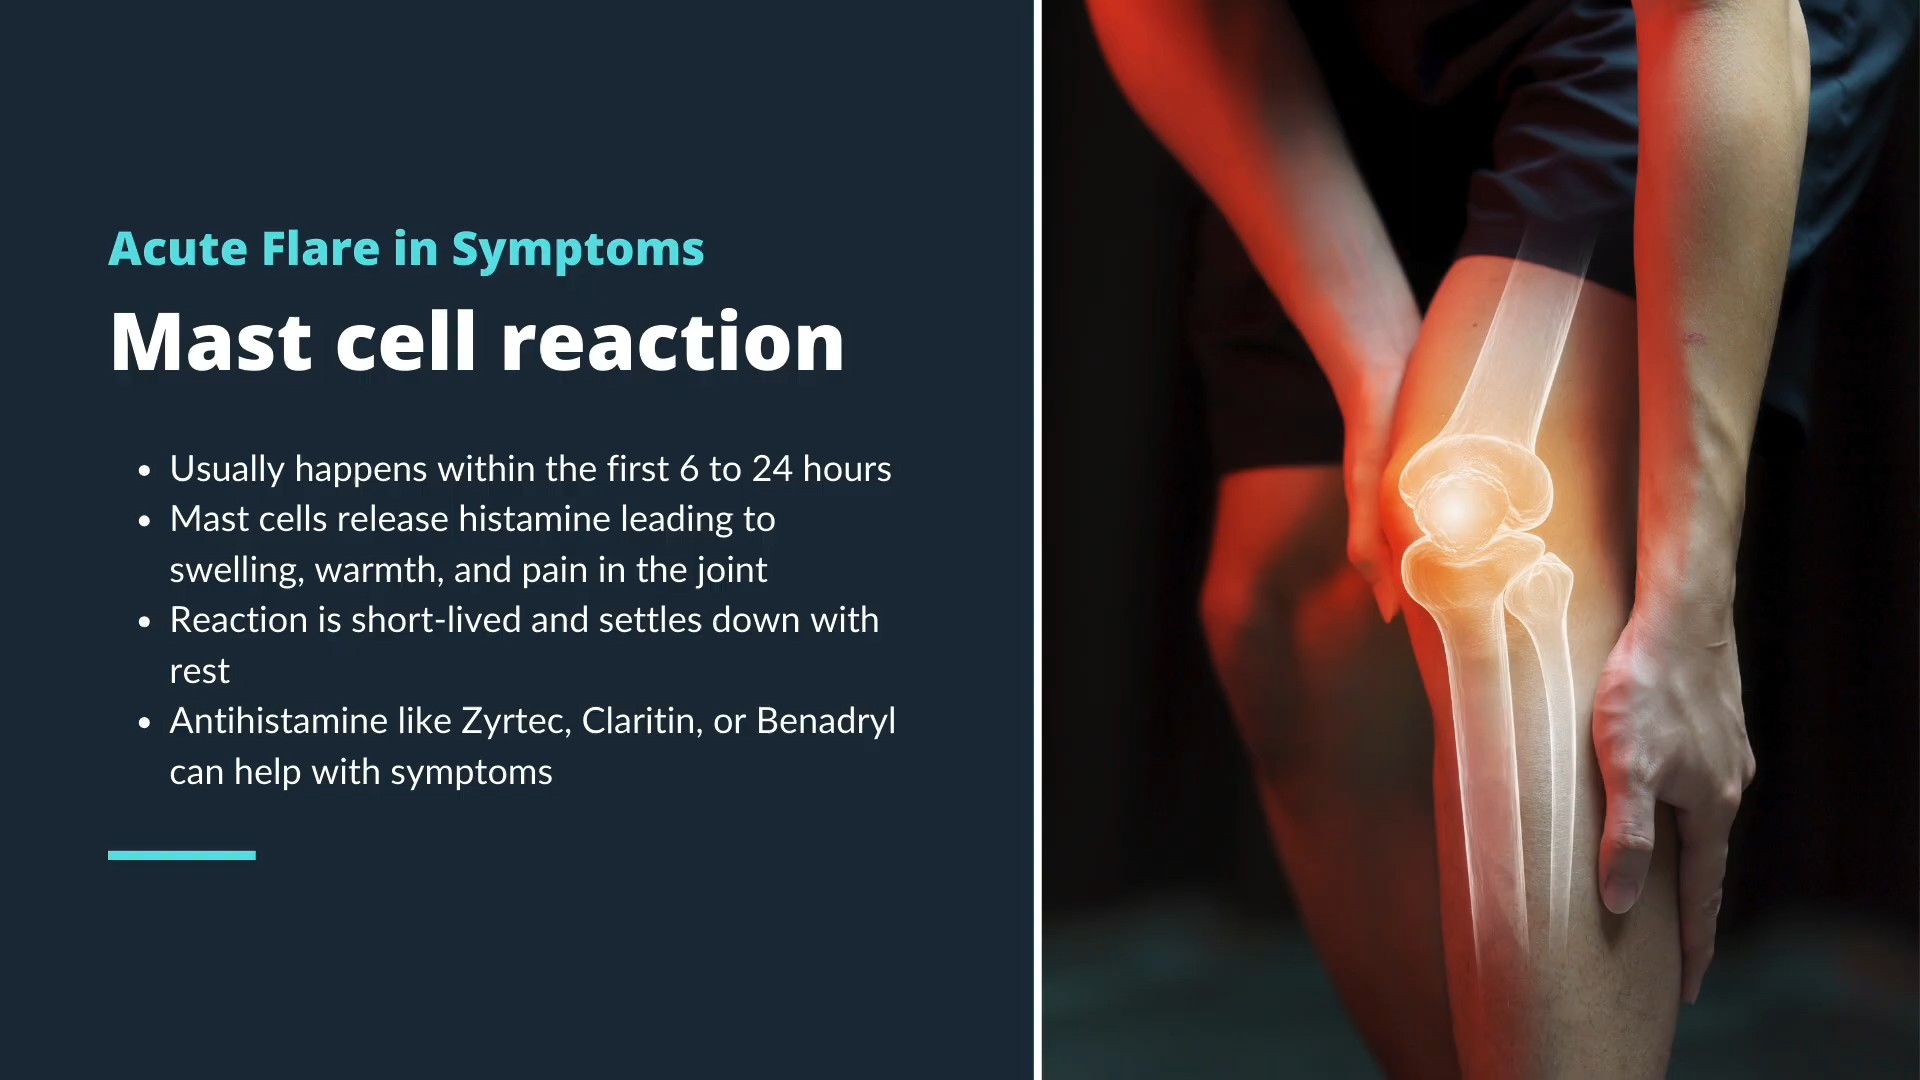 Acute Flare in Symptoms
Mast cell reaction
• Usually happens within the first 6 to 24 hours
• Mast cells release histamine leading to
swelling, warmth, and pain in the joint
• Reaction is short-lived and settles down with
rest
• Antihistamine like Zyrtec, Claritin, or Benadryl
can help with symptoms